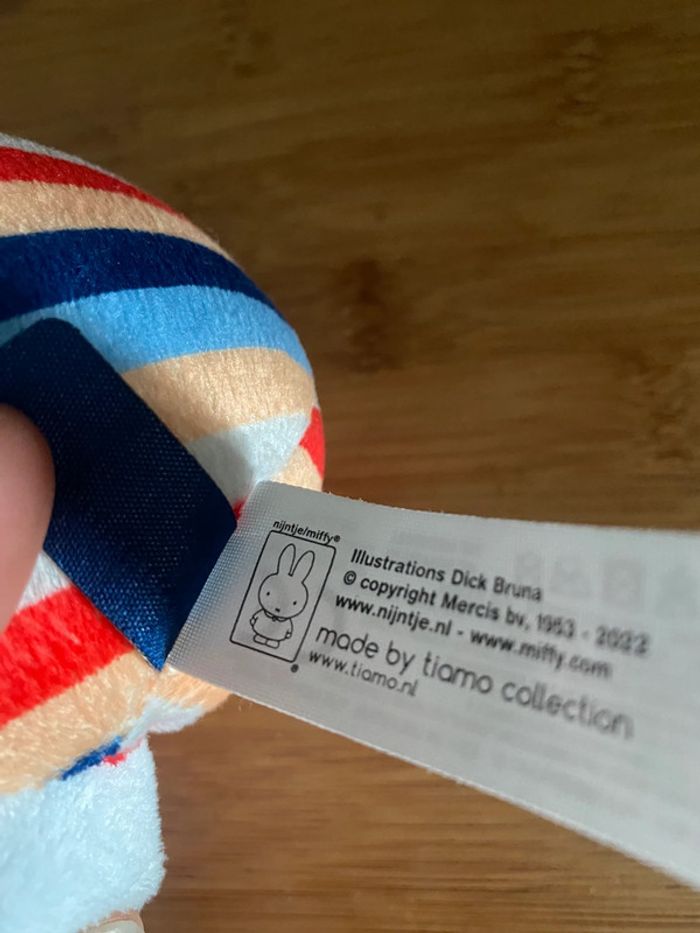 nijntje/miffy®
Illustrations Dick Bruna
© copyright Mercis bv, 1953 - 2022
www.nijntje.nl - www.miffy.com
made by tiamo collection
www.tiamo.nl